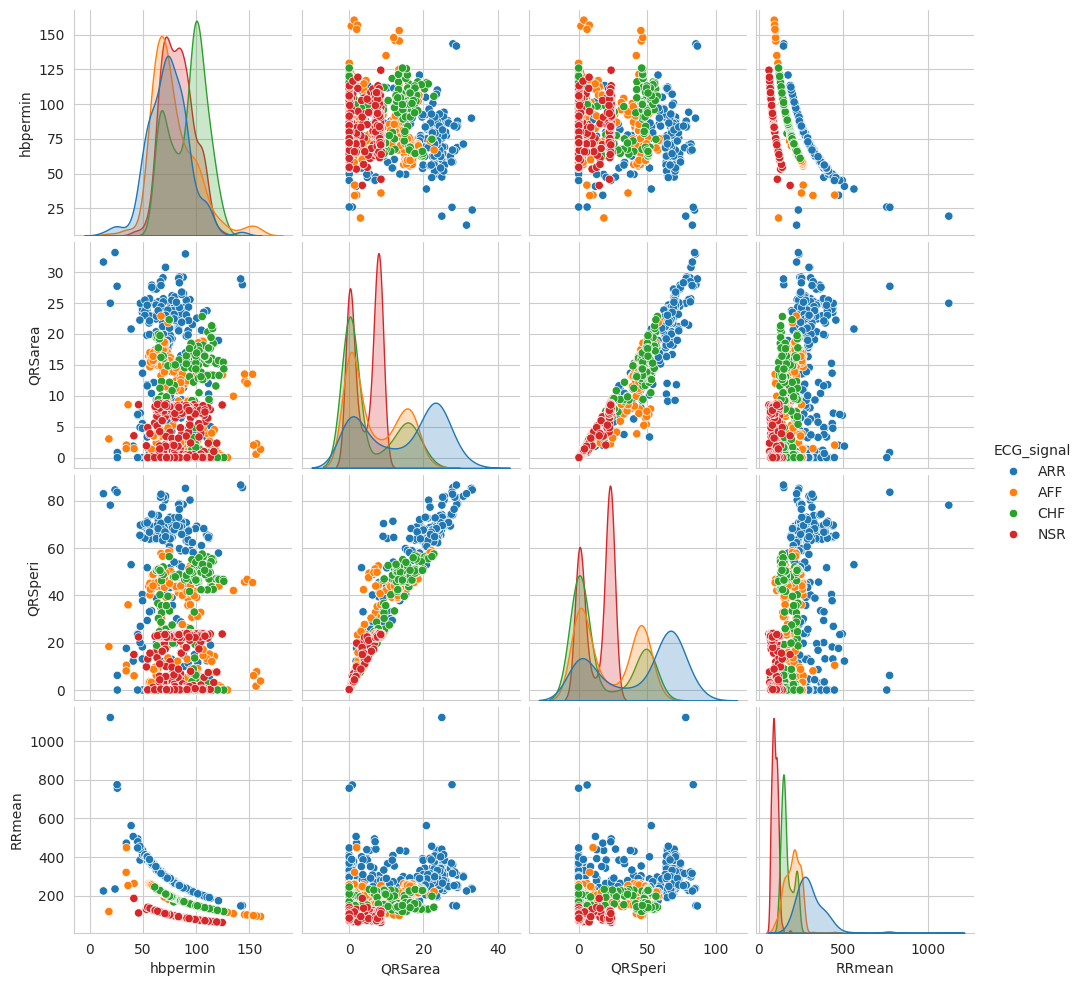 150
125
100
75
50
25
hbpermin
30
25
20
15
10
5
0
QRSarea
80
60
40
20
0
QRSperi
1000
800
600
400
200
RRmean
0 50 100 150
hbpermin
0 20 40
QRSarea
0 50 100
QRSperi
0 500 1000
RRmean
ECG_signal
ARR
AFF
CHF
NSR